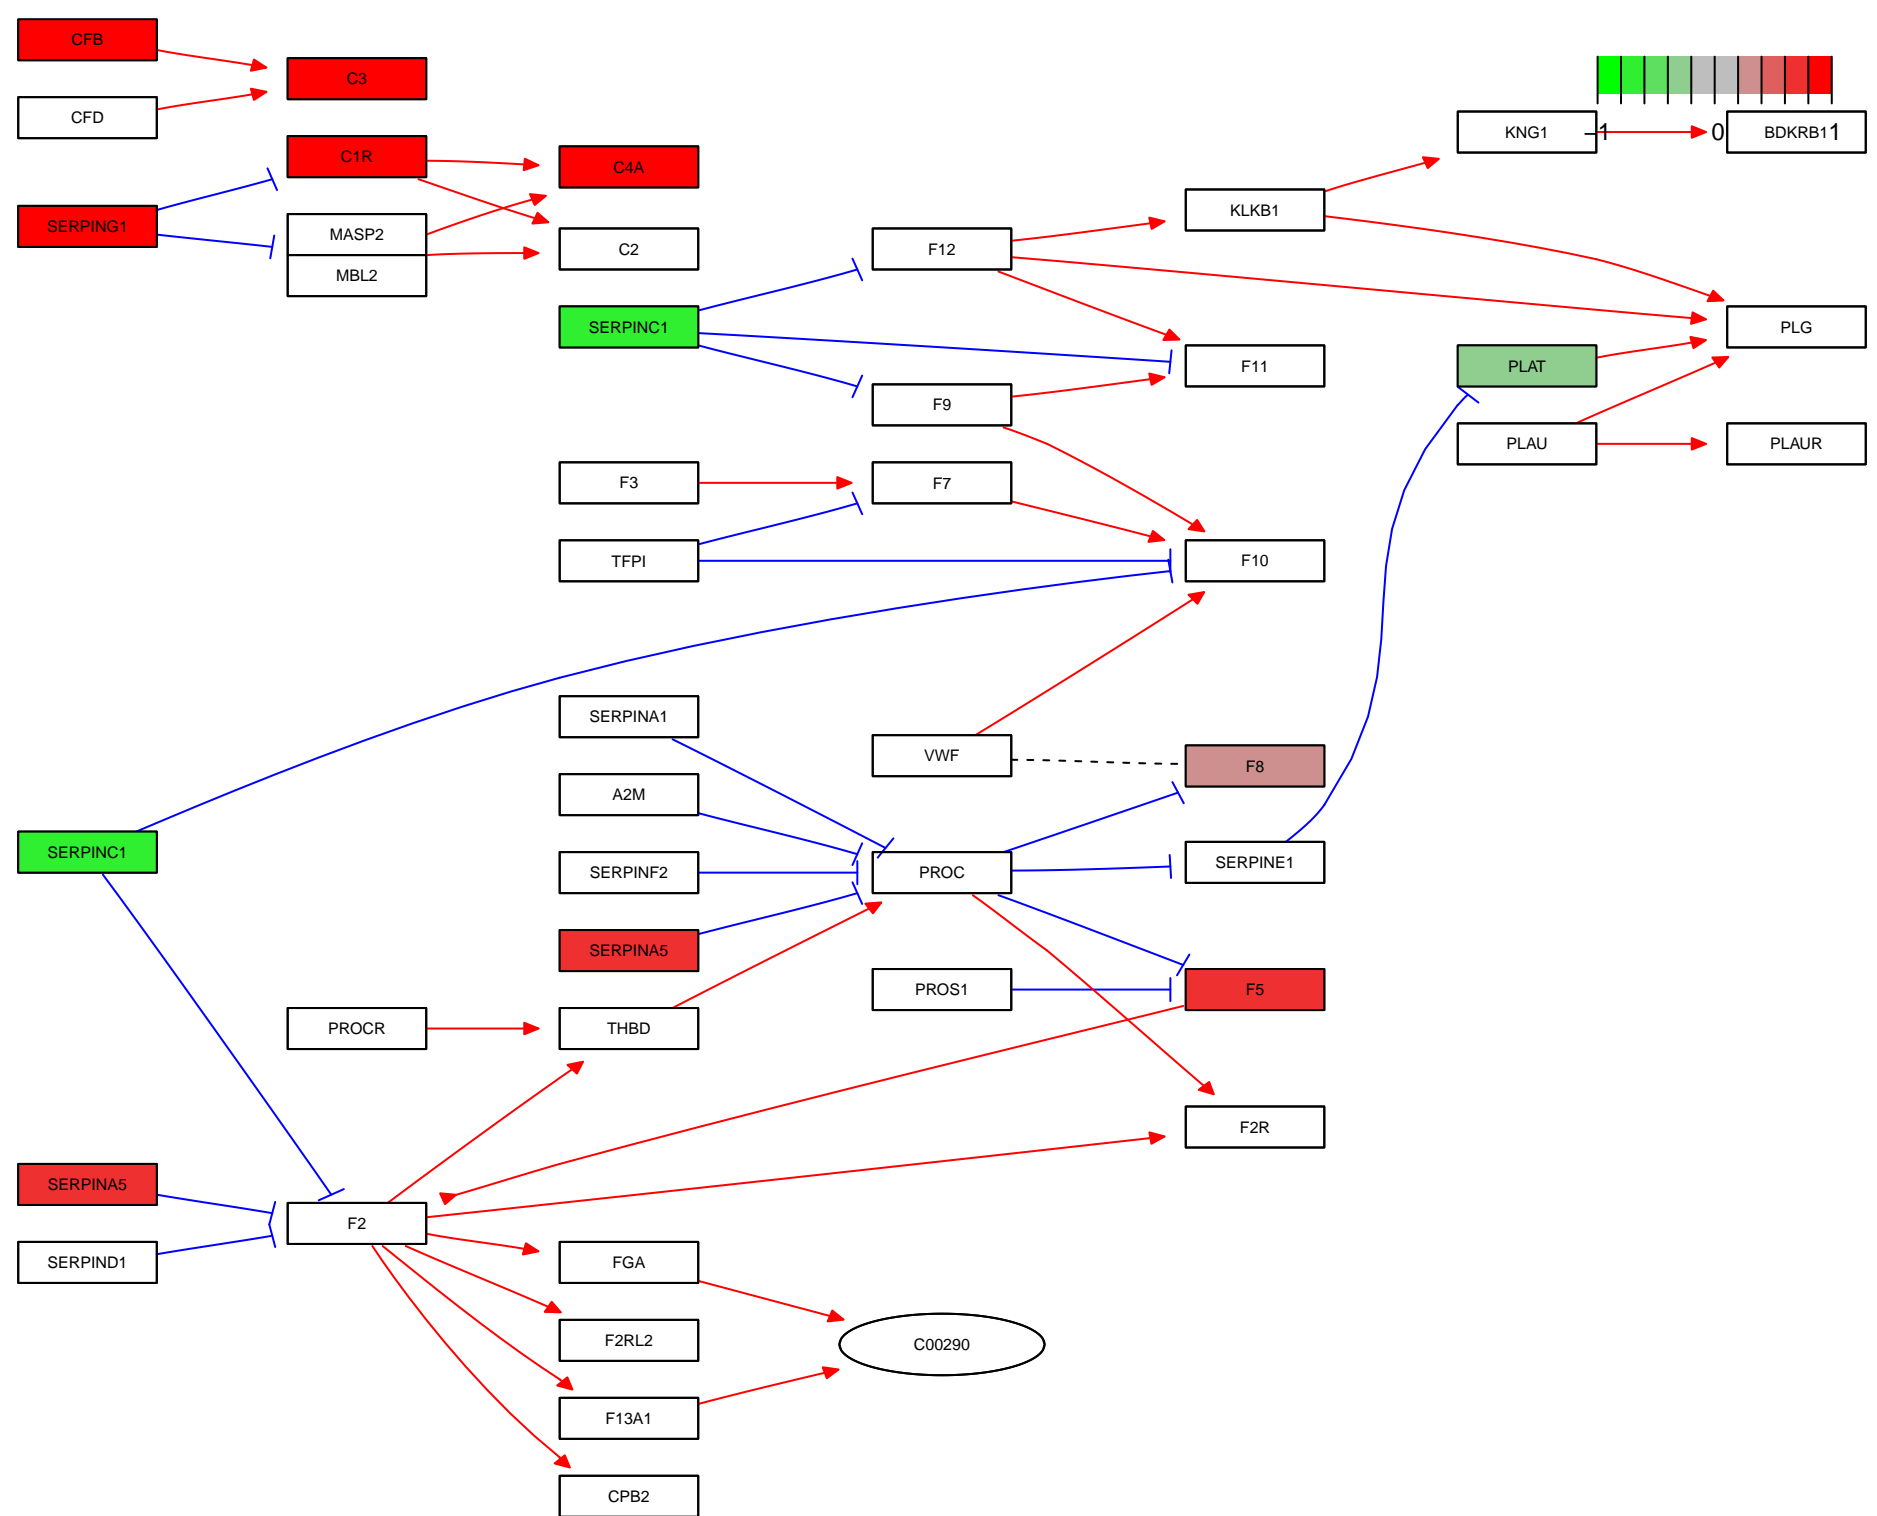 CFB
C3
CFD
KNG1
-1
0
BDKRB1
1
C1R
C4A
KLKB1
SERPING1
MASP2
C2
F12
MBL2
SERPINC1
PLG
F11
PLAT
F9
PLAU
PLAUR
F3
F7
TFPI
F10
SERPINA1
VWF
F8
A2M
SERPINC1
SERPINF2
PROC
SERPINE1
SERPINA5
PROS1
F5
PROCR
THBD
F2R
SERPINA5
F2
SERPIND1
FGA
F2RL2
C00290
F13A1
CPB2